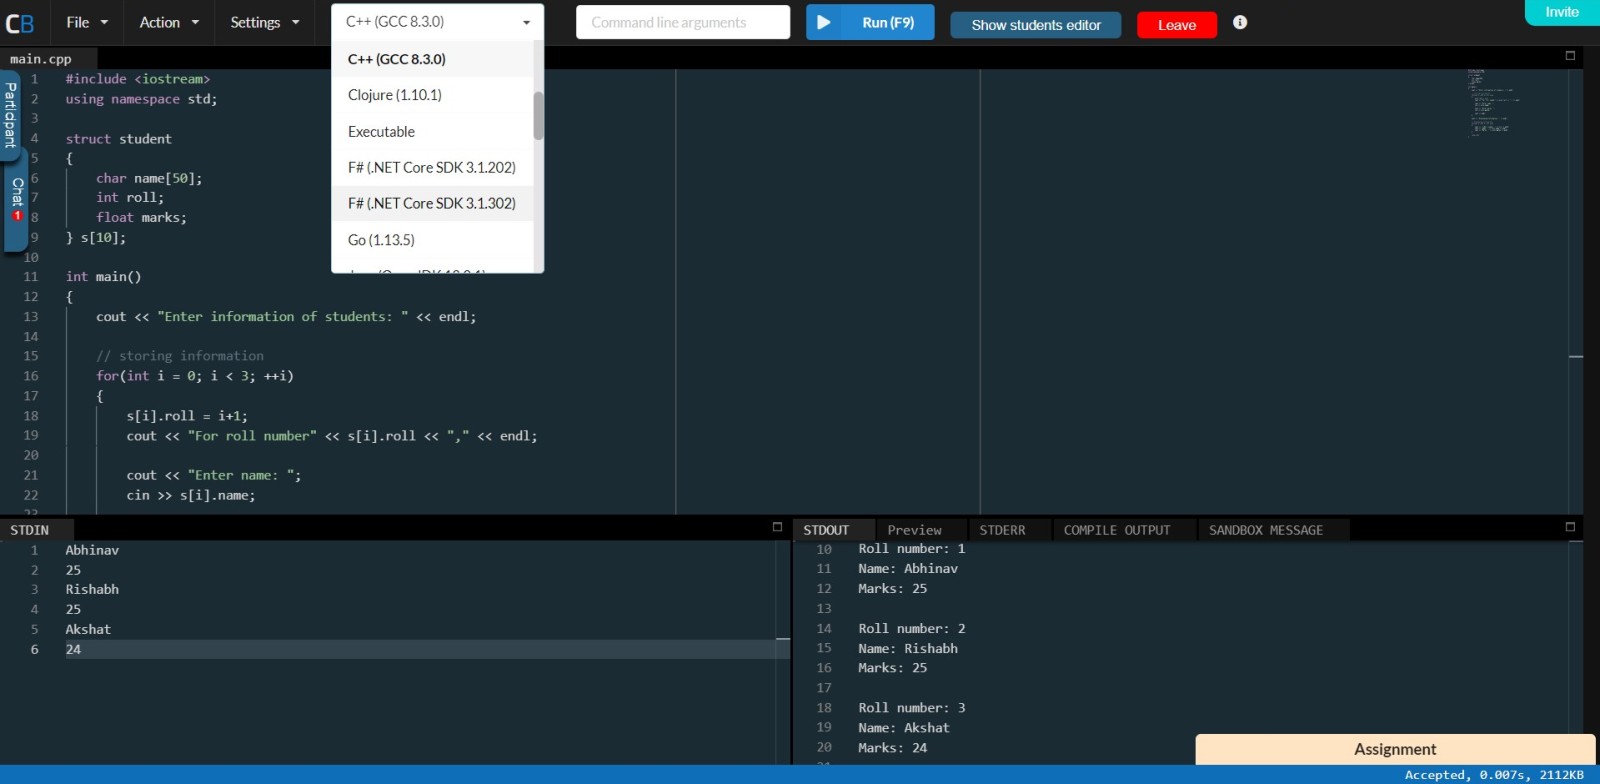 CB File Action Settings C++ (GCC 8.3.0) Command line arguments Run (F9) Show students editor Leave Invite
C++ (GCC 8.3.0)
Clojure (1.10.1)
Executable
F# (.NET Core SDK 3.1.202)
F# (.NET Core SDK 3.1.302)
Go (1.13.5)
main.cpp
Participant
Chat 1
1 #include <iostream>
2 using namespace std;
3
4 struct student
5 {
6 char name[50];
7 int roll;
8 float marks;
9 } s[10];
10
11 int main()
12 {
13 cout << "Enter information of students: " << endl;
14
15 // storing information
16 for(int i = 0; i < 3; ++i)
17 {
18 s[i].roll = i+1;
19 cout << "For roll number" << s[i].roll << "," << endl;
20
21 cout << "Enter name: ";
22 cin >> s[i].name;
23
STDIN
1 Abhinav
2 25
3 Rishabh
4 25
5 Akshat
6 24
STDOUT Preview STDERR COMPILE OUTPUT SANDBOX MESSAGE
10 Roll number: 1
11 Name: Abhinav
12 Marks: 25
13
14 Roll number: 2
15 Name: Rishabh
16 Marks: 25
17
18 Roll number: 3
19 Name: Akshat
20 Marks: 24
Assignment
Accepted, 0.007s, 2112KB